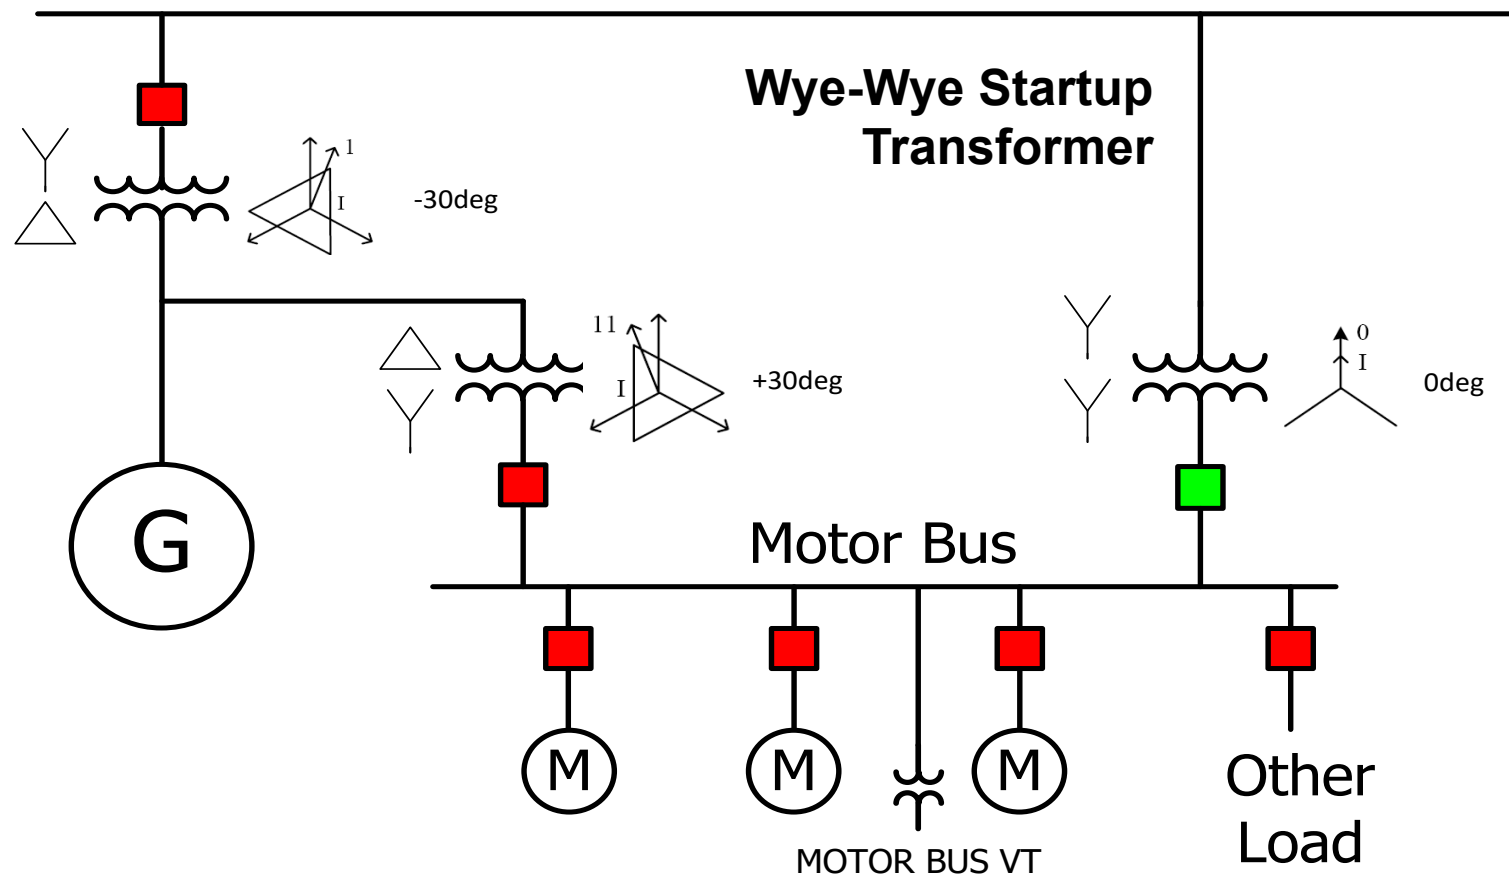 Wye-Wye Startup
Transformer
1
I
-30deg
11
I
+30deg
0
I
0deg
G
Motor Bus
M
M
M
Other
Load
MOTOR BUS VT